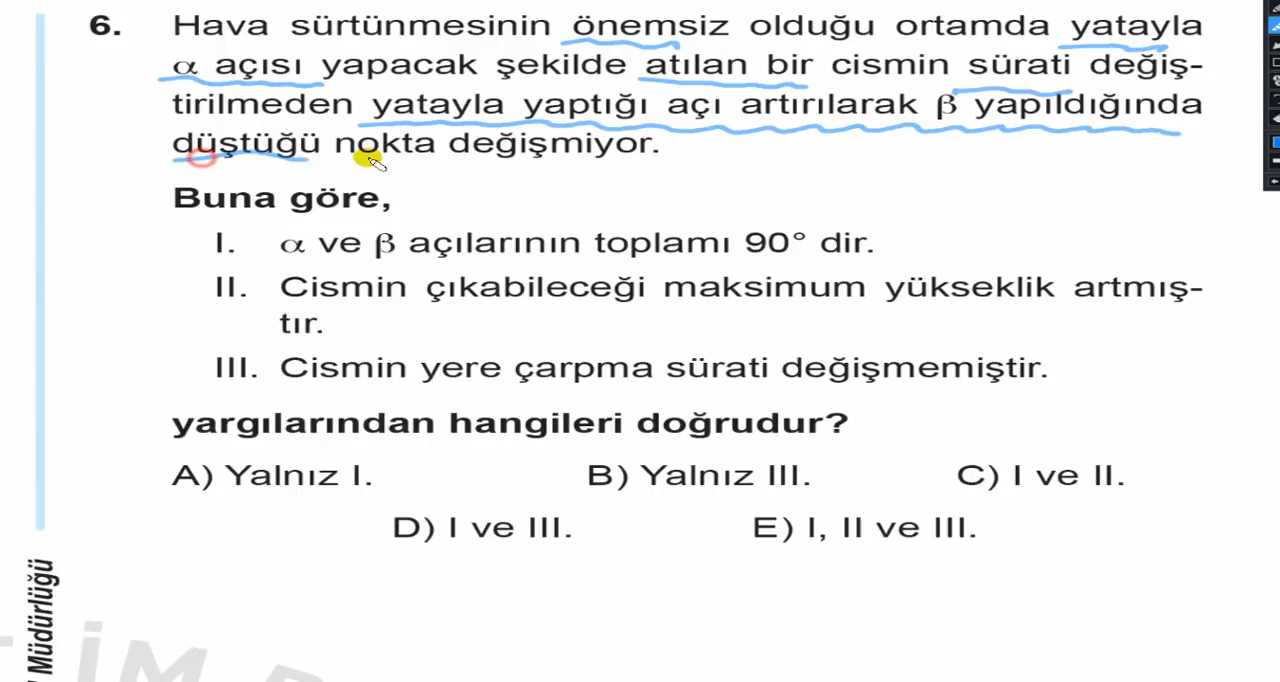 6. Hava sürtünmesinin önemsiz olduğu ortamda yatayla
α açısı yapacak şekilde atılan bir cismin sürati değiş-
tirilmeden yatayla yaptığı açı artırılarak β yapıldığında
düştüğü nokta değişmiyor.
Buna göre,
I. α ve β açılarının toplamı 90° dir.
II. Cismin çıkabileceği maksimum yükseklik artmış-
tır.
III. Cismin yere çarpma sürati değişmemiştir.
yargılarından hangileri doğrudur?
A) Yalnız I. B) Yalnız III. C) I ve II.
D) I ve III. E) I, II ve III.
Müdürlüğü